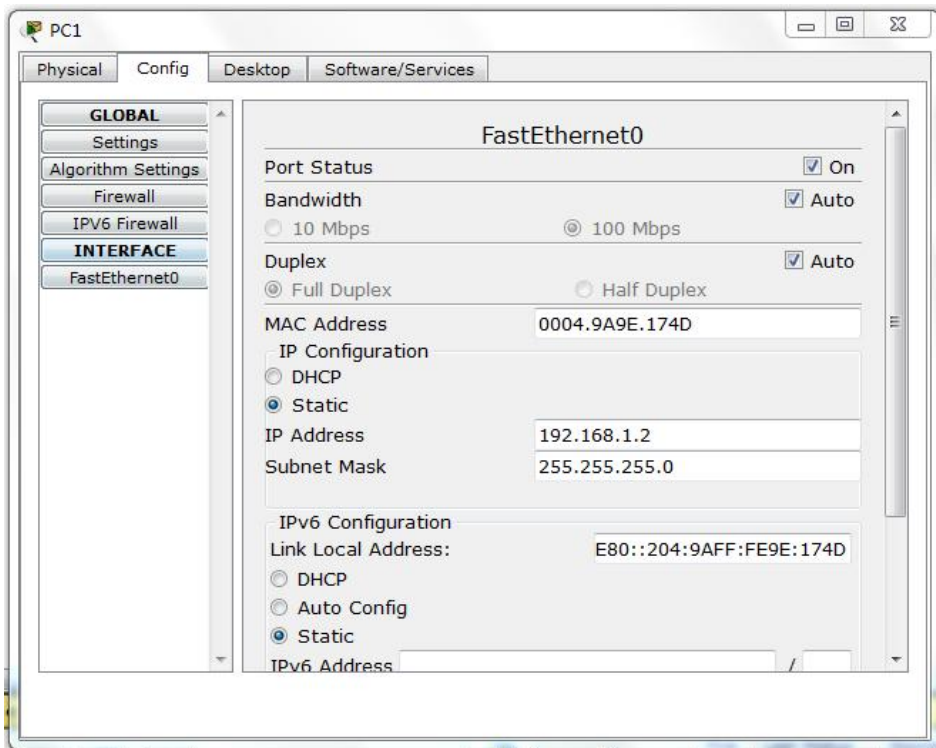 PC1
Physical Config Desktop Software/Services
GLOBAL
Settings
Algorithm Settings
Firewall
IPV6 Firewall
INTERFACE
FastEthernet0
FastEthernet0
Port Status On
Bandwidth Auto
10 Mbps 100 Mbps
Duplex Auto
Full Duplex Half Duplex
MAC Address 0004.9A9E.174D
IP Configuration
DHCP
Static
IP Address 192.168.1.2
Subnet Mask 255.255.255.0
IPv6 Configuration
Link Local Address: E80::204:9AFF:FE9E:174D
DHCP
Auto Config
Static
IPv6 Address /